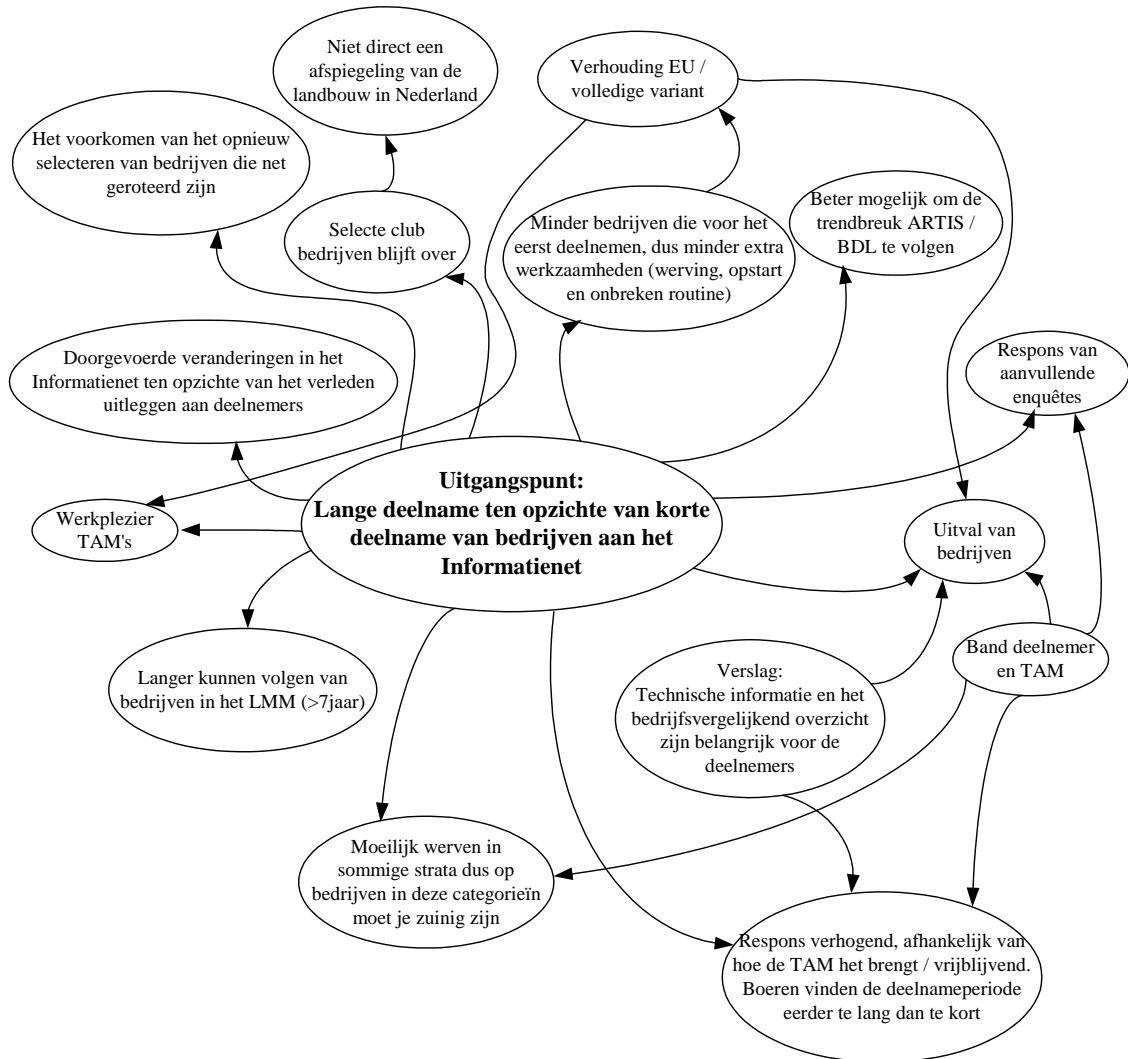 Niet direct een
afspiegeling van de
landbouw in Nederland
Verhouding EU /
volledige variant
Het voorkomen van het opnieuw
selecteren van bedrijven die net
geroteerd zijn
Selecte club
bedrijven blijft over
Minder bedrijven die voor het
eerst deelnemen, dus minder extra
werkzaamheden (werving, opstart
en onbreken routine)
Beter mogelijk om de
trendbreuk ARTIS /
BDL te volgen
Doorgevoerde veranderingen in het
Informatienet ten opzichte van het verleden
uitleggen aan deelnemers
Respons van
aanvullende
enquêtes
Uitgangspunt:
Lange deelname ten opzichte van korte
deelname van bedrijven aan het
Informatienet
Werkplezier
TAM's
Uitval van
bedrijven
Langer kunnen volgen van
bedrijven in het LMM (>7jaar)
Verslag:
Technische informatie en het
bedrijfsvergelijkend overzicht
zijn belangrijk voor de
deelnemers
Band deelnemer
en TAM
Moeilijk werven in
sommige strata dus op
bedrijven in deze categorieïn
moet je zuinig zijn
Respons verhogend, afhankelijk van
hoe de TAM het brengt / vrijblijvend.
Boeren vinden de deelnameperiode
eerder te lang dan te kort